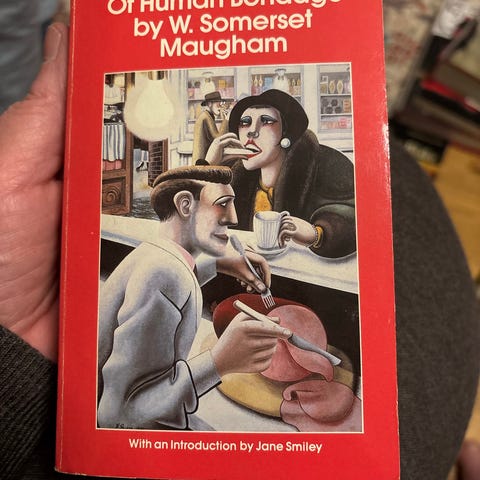 Of Human Bondage
by W. Somerset
Maugham
With an Introduction by Jane Smiley